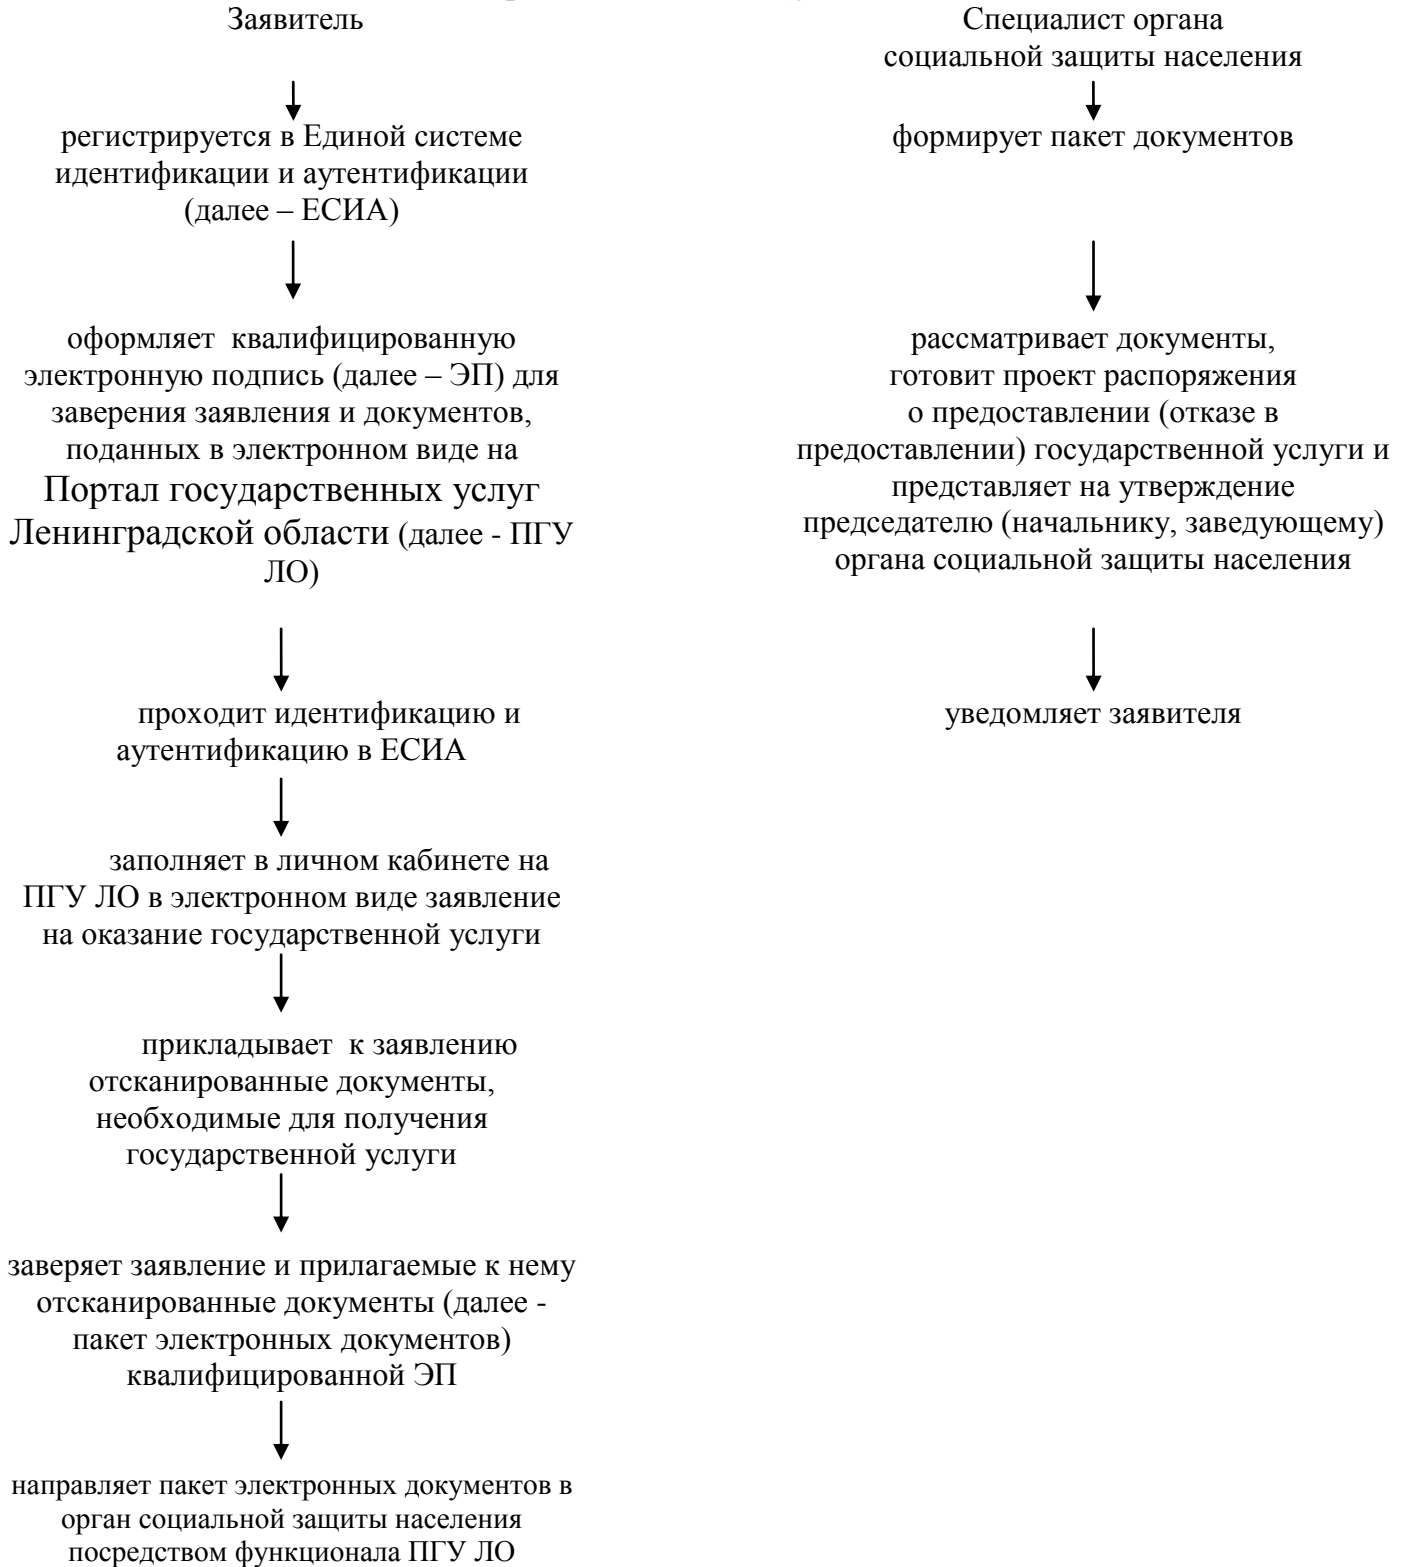 Заявитель
регистрируется в Единой системе
идентификации и аутентификации
(далее – ЕСИА)
оформляет квалифицированную
электронную подпись (далее – ЭП) для
заверения заявления и документов,
поданных в электронном виде на
Портал государственных услуг
Ленинградской области (далее - ПГУ
ЛО)
проходит идентификацию и
аутентификацию в ЕСИА
заполняет в личном кабинете на
ПГУ ЛО в электронном виде заявление
на оказание государственной услуги
прикладывает к заявлению
отсканированные документы,
необходимые для получения
государственной услуги
заверяет заявление и прилагаемые к нему
отсканированные документы (далее -
пакет электронных документов)
квалифицированной ЭП
направляет пакет электронных документов в
орган социальной защиты населения
посредством функционала ПГУ ЛО
Специалист органа
социальной защиты населения
формирует пакет документов
рассматривает документы,
готовит проект распоряжения
о предоставлении (отказе в
предоставлении) государственной услуги и
представляет на утверждение
председателю (начальнику, заведующему)
органа социальной защиты населения
уведомляет заявителя